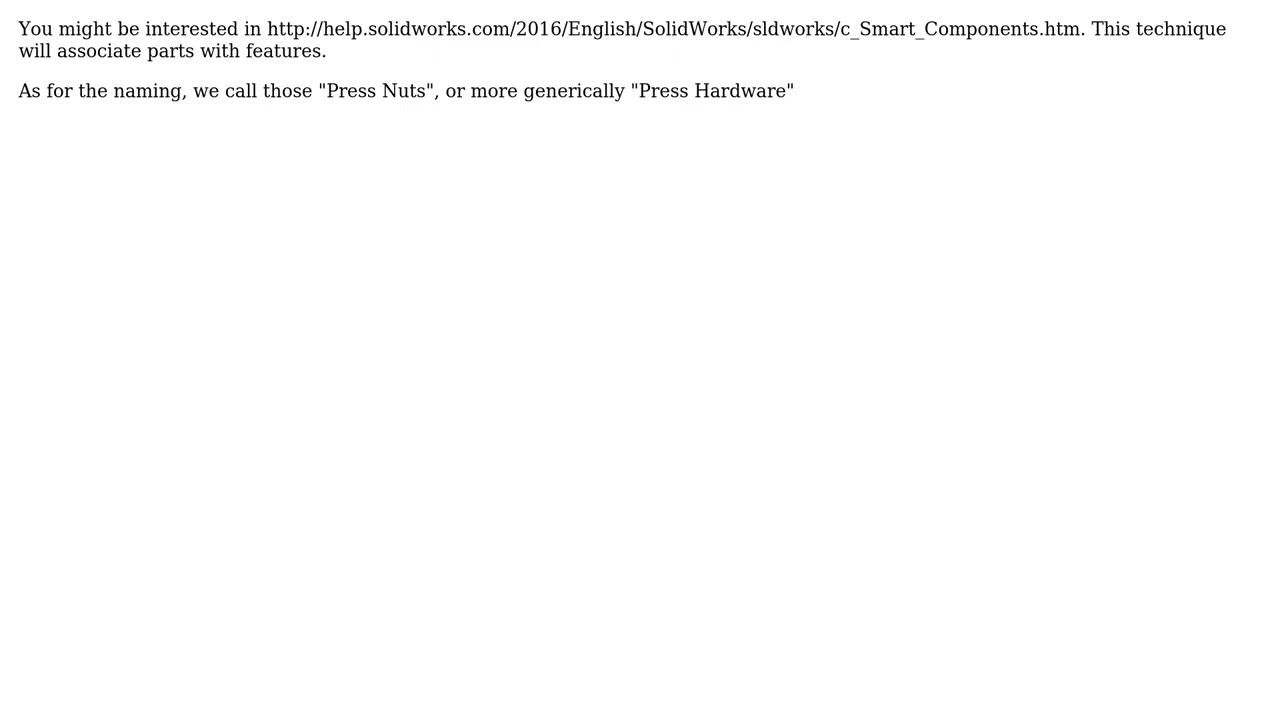 You might be interested in http://help.solidworks.com/2016/English/SolidWorks/sldworks/c_Smart_Components.htm. This technique
will associate parts with features.
As for the naming, we call those "Press Nuts", or more generically "Press Hardware"